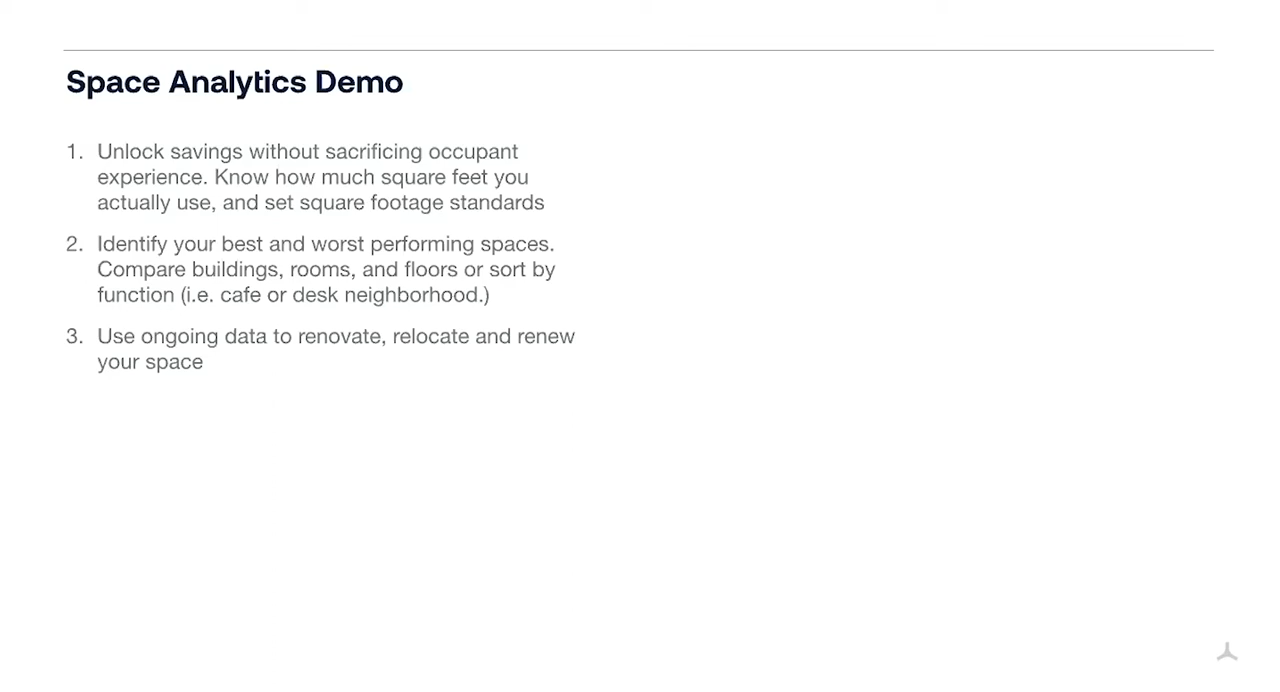 Space Analytics Demo
1. Unlock savings without sacrificing occupant
experience. Know how much square feet you
actually use, and set square footage standards
2. Identify your best and worst performing spaces.
Compare buildings, rooms, and floors or sort by
function (i.e. cafe or desk neighborhood.)
3. Use ongoing data to renovate, relocate and renew
your space